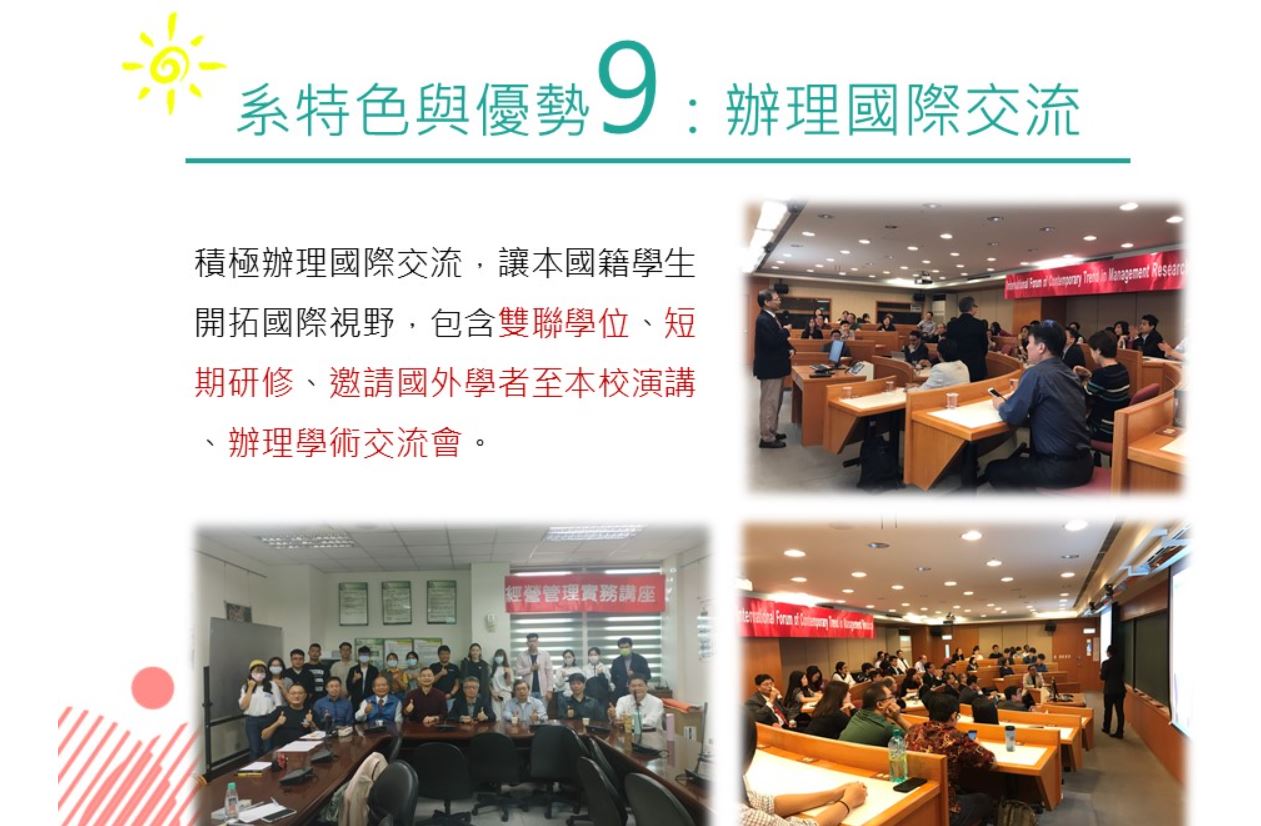 系特色與優勢9：辦理國際交流
積極辦理國際交流，讓本國籍學生
開拓國際視野，包含雙聯學位、短
期研修、邀請國外學者至本校演講
、辦理學術交流會。
International Forum of Contemporary Trend in Management Research
經營管理實務講座
International Forum of Contemporary Trend in Management Research